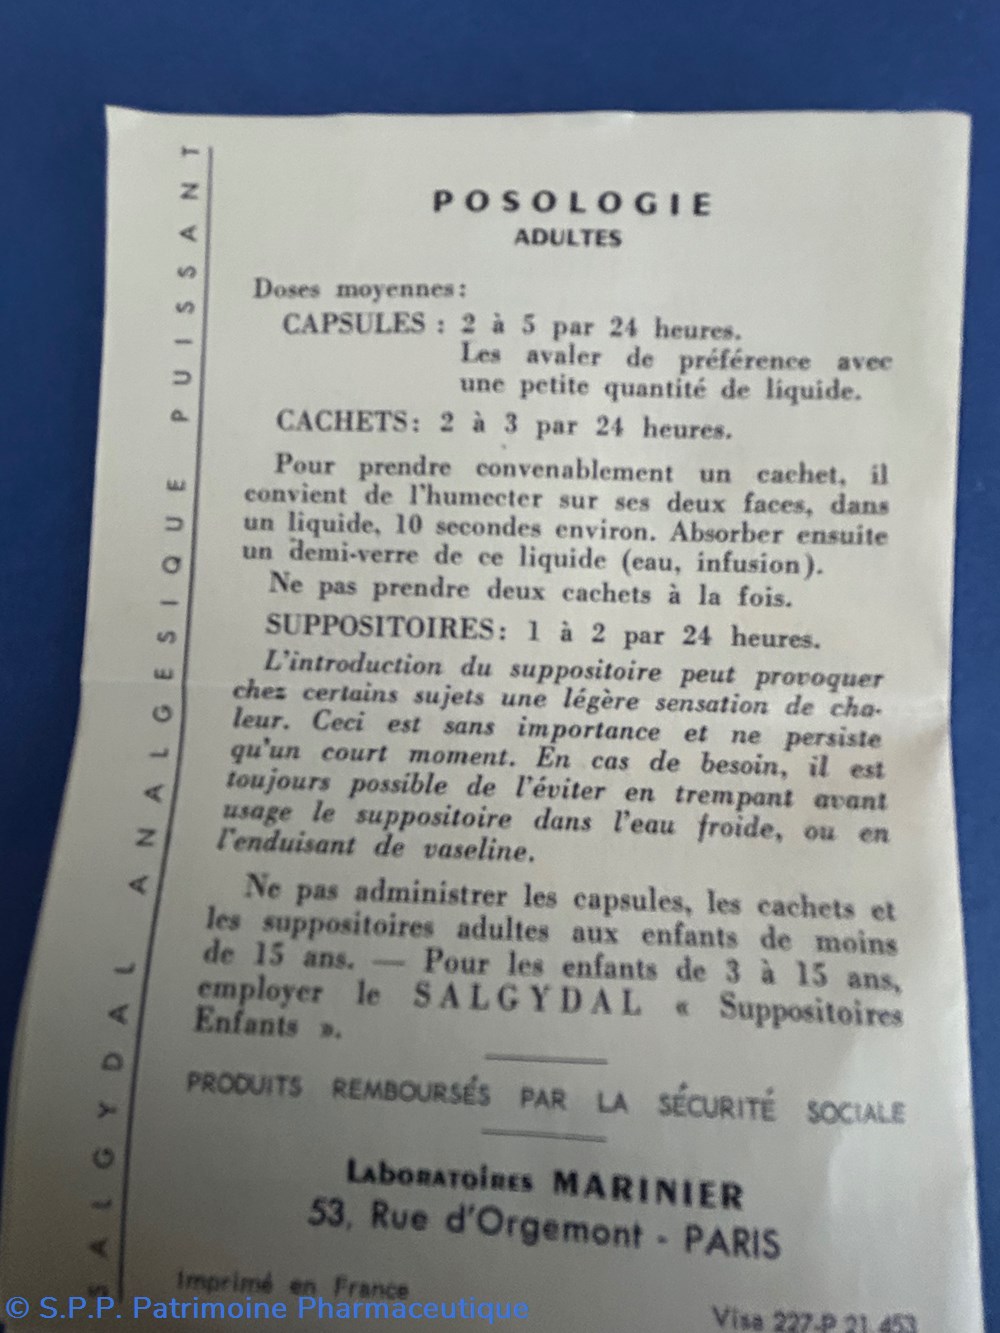 SALGYDAL ANALGESIQUE PUISSANT
POSOLOGIE
ADULTES
Doses moyennes:
CAPSULES : 2 à 5 par 24 heures.
Les avaler de préférence avec
une petite quantité de liquide.
CACHETS: 2 à 3 par 24 heures.
Pour prendre convenablement un cachet, il
convient de l'humecter sur ses deux faces, dans
un liquide, 10 secondes environ. Absorber ensuite
un demi-verre de ce liquide (eau, infusion).
Ne pas prendre deux cachets à la fois.
SUPPOSITOIRES: 1 à 2 par 24 heures.
L'introduction du suppositoire peut provoquer
chez certains sujets une légère sensation de cha-
leur. Ceci est sans importance et ne persiste
qu'un court moment. En cas de besoin, il est
toujours possible de l'éviter en trempant avant
usage le suppositoire dans l'eau froide, ou en
l'enduisant de vaseline.
Ne pas administrer les capsules, les cachets et
les suppositoires adultes aux enfants de moins
de 15 ans. — Pour les enfants de 3 à 15 ans,
employer le SALGYDAL « Suppositoires
Enfants ».
PRODUITS REMBOURSÉS PAR LA SÉCURITÉ SOCIALE
LABORATOIRES MARINIER
53, Rue d'Orgemont - PARIS
Imprimé en France
Visa 227-P 21 453
© S.P.P. Patrimoine Pharmaceutique